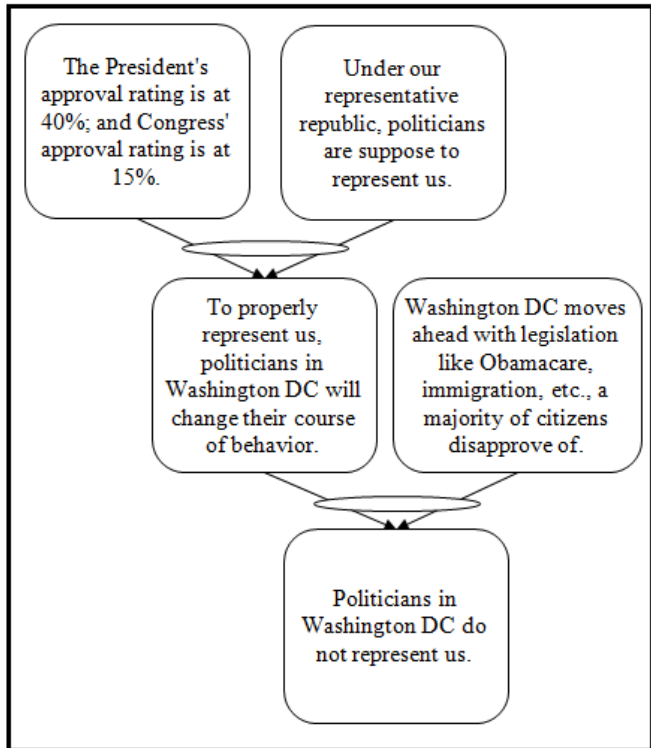 The President's
approval rating is at
40%; and Congress'
approval rating is at
15%.
Under our
representative
republic, politicians
are suppose to
represent us.
To properly
represent us,
politicians in
Washington DC will
change their course
of behavior.
Washington DC moves
ahead with legislation
like Obamacare,
immigration, etc., a
majority of citizens
disapprove of.
Politicians in
Washington DC do
not represent us.